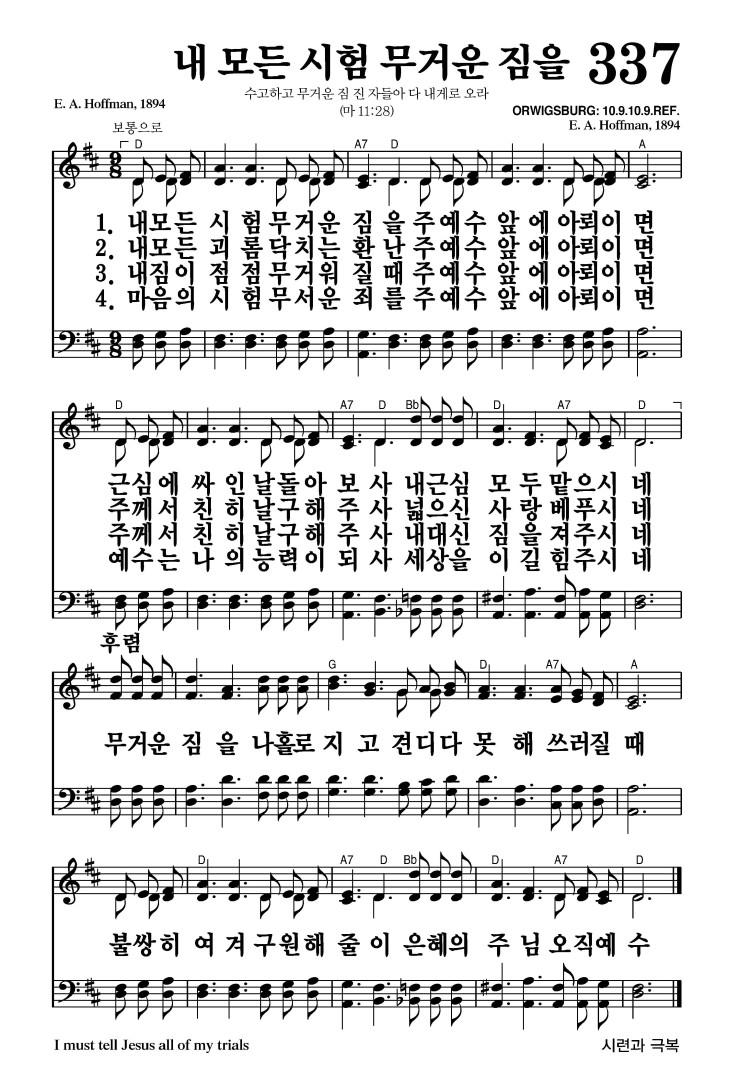 내 모든 시험 무거운 짐을 337
수고하고 무거운 짐 진 자들아 다 내게로 오라
(마 11:28)
E. A. Hoffman, 1894
ORWIGSBURG: 10.9.10.9.REF.
E. A. Hoffman, 1894
보통으로
D A7 D A
1. 내모든 시 험 무거운 짐 을 주 예수 앞 에 아뢰이 면
2. 내모든 괴 롬 닥치는 환 난 주 예수 앞 에 아뢰이 면
3. 내짐이 점 점 무거워 질 때 주 예수 앞 에 아뢰이 면
4. 마음의 시 험 무서운 죄 를 주 예수 앞 에 아뢰이 면
D A7 D Bb D A7 D
근심에 싸 인 날돌아 보 사 내근심 모 두 맡으시 네
주께서 친 히 날구해 주 사 넓으신 사 랑 베푸시 네
주께서 친 히 날구해 주 사 내대신 짐 을 져주시 네
예수는 나 의 능력이 되 사 세상을 이 길 힘주시 네
후렴
G D A7 A
무거운 짐 을 나홀로 지 고 견디다 못 해 쓰러질 때
D A7 D Bb D A7 D
불쌍히 여 겨 구원해 줄 이 은혜의 주 님 오직예 수
I must tell Jesus all of my trials
시련과 극복